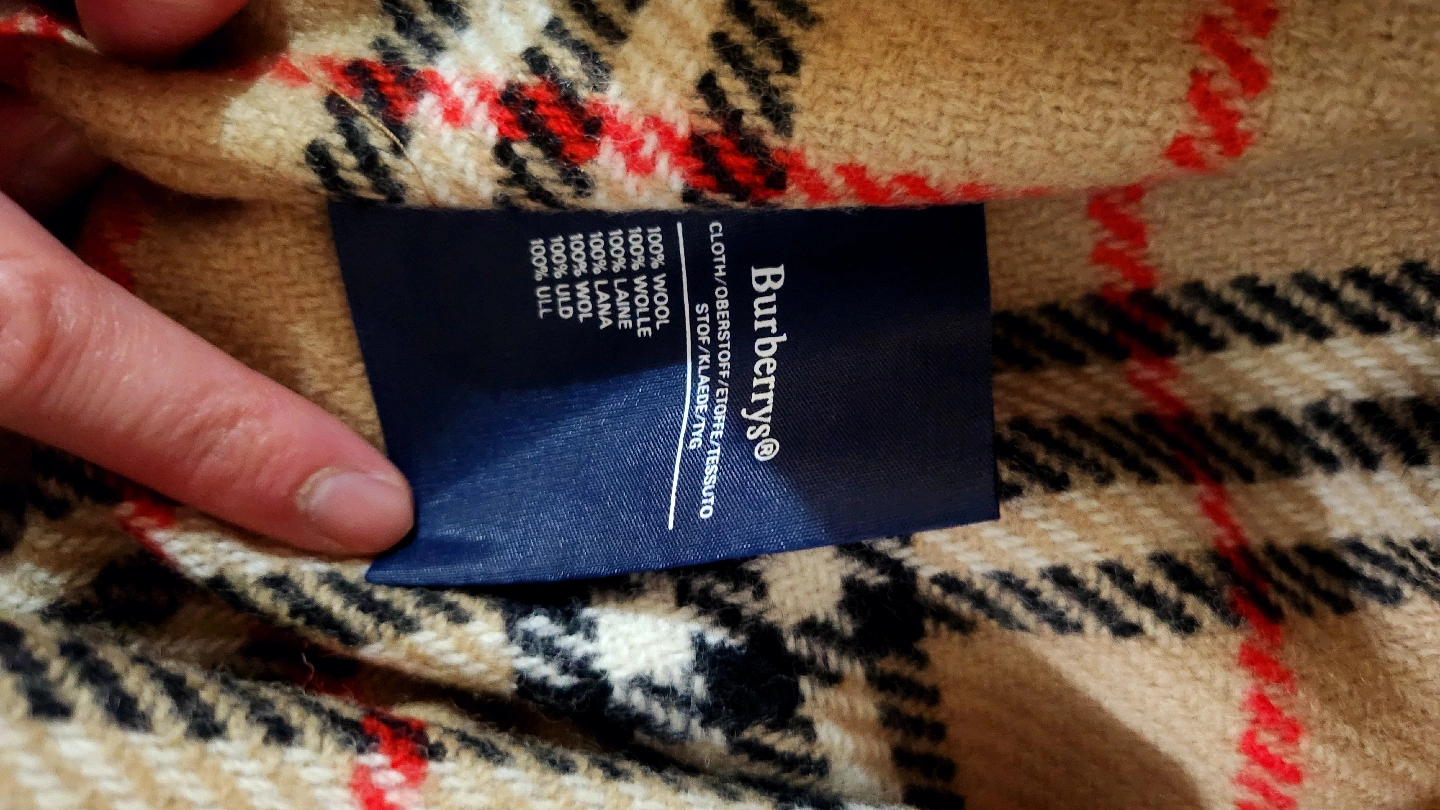 Burberrys®
CLOTH/OBERSTOFF/ETOFFE/TESSUTO
STOF/KLAEDE/TYG
100% WOOL
100% WOLLE
100% LAINE
100% LANA
100% WOL
100% ULD
100% ULL